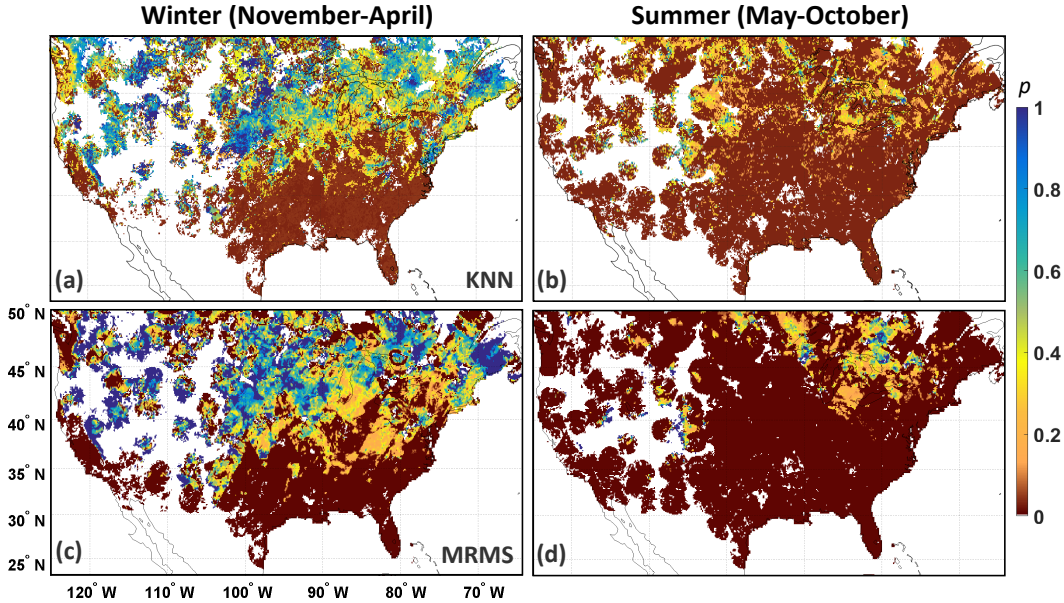 Winter (November-April)
Summer (May-October)
(a)
KNN
(b)
p
1
0.8
0.6
0.4
0.2
0
50° N
45° N
40° N
35° N
30° N
25° N
(c)
MRMS
(d)
120° W
110° W
100° W
90° W
80° W
70° W